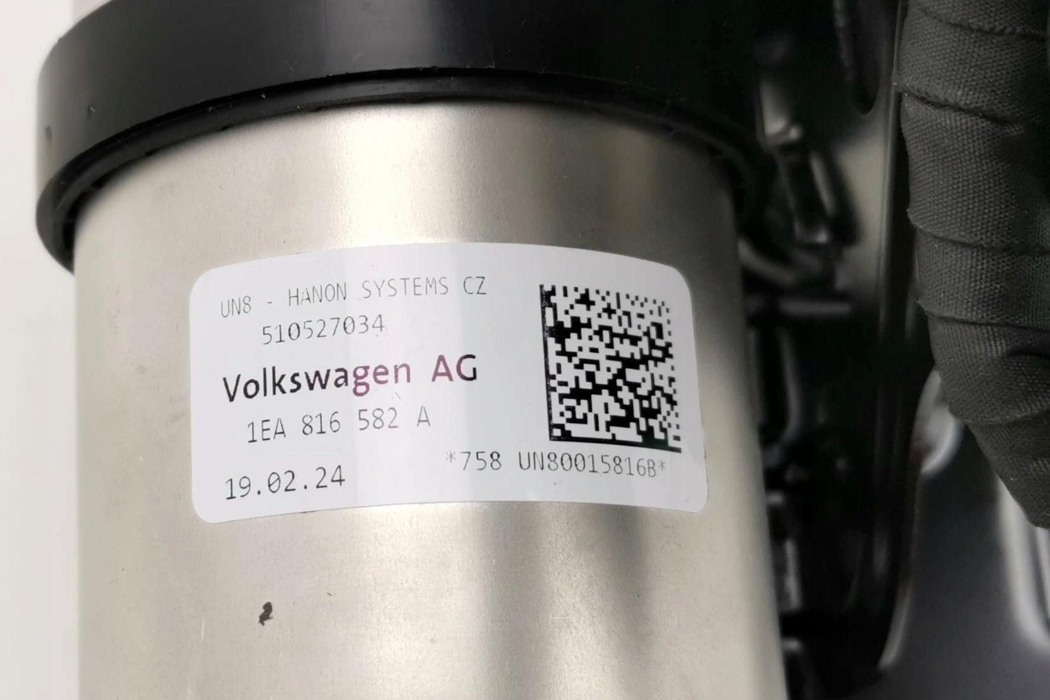 UN8 - HANON SYSTEMS CZ
510527034
Volkswagen AG
1EA 816 582 A
19.02.24
*758 UN80015816B*